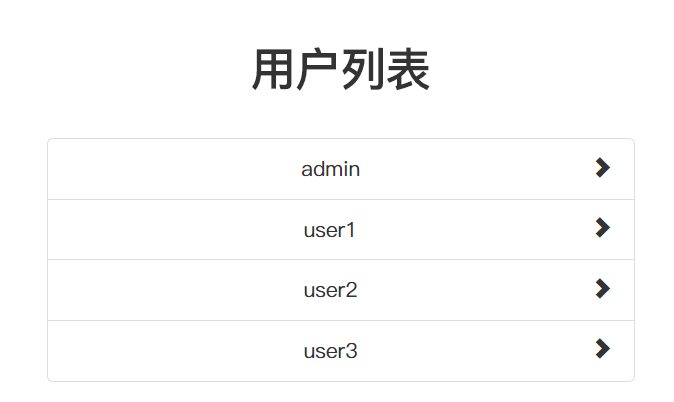 用户列表
admin
user1
user2
user3